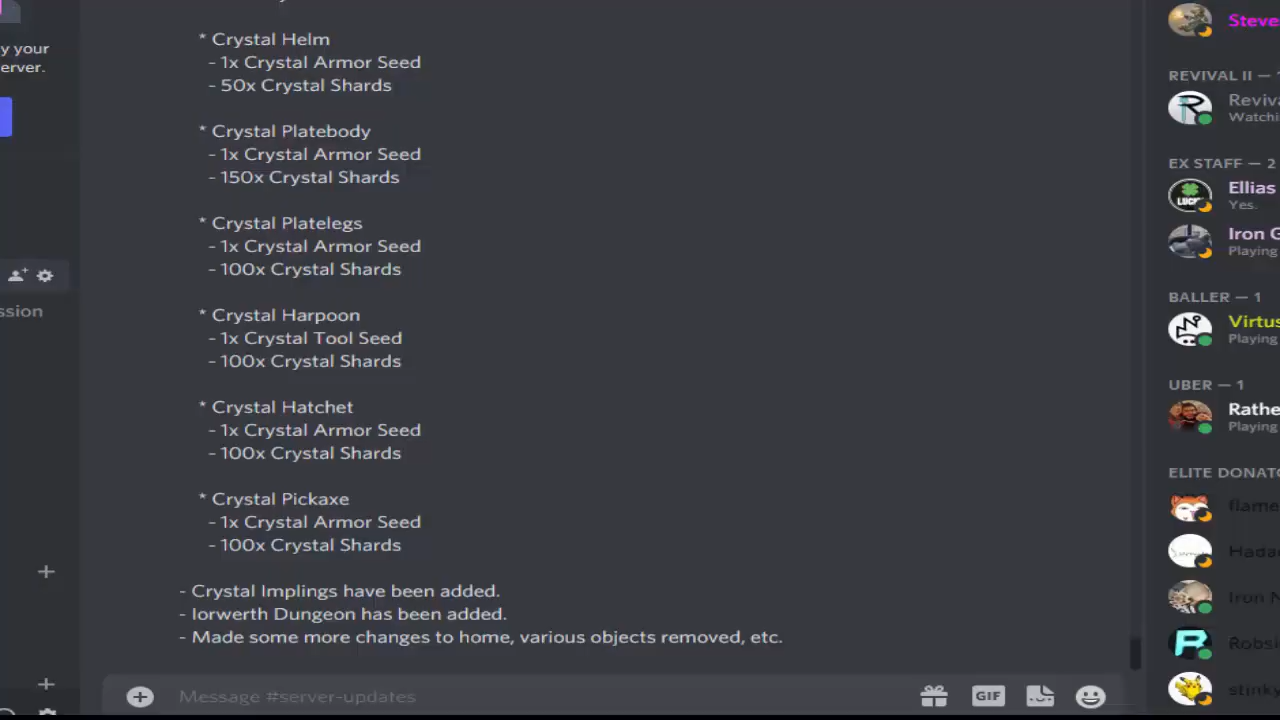 y your
erver.
ssion
* Crystal Helm
- 1x Crystal Armor Seed
- 50x Crystal Shards
* Crystal Platebody
- 1x Crystal Armor Seed
- 150x Crystal Shards
* Crystal Platelegs
- 1x Crystal Armor Seed
- 100x Crystal Shards
* Crystal Harpoon
- 1x Crystal Tool Seed
- 100x Crystal Shards
* Crystal Hatchet
- 1x Crystal Armor Seed
- 100x Crystal Shards
* Crystal Pickaxe
- 1x Crystal Armor Seed
- 100x Crystal Shards
- Crystal Implings have been added.
- Iorwerth Dungeon has been added.
- Made some more changes to home, various objects removed, etc.
Message #server-updates
GIF
Steve
REVIVAL II —
Reviva
Watchi
EX STAFF — 2
LUCKY
Ellias
Yes.
Iron G
Playing
BALLER — 1
Virtus
Playing
UBER — 1
Rathe
Playing
ELITE DONATO
flame
Hada
Iron N
Robsi
stinky